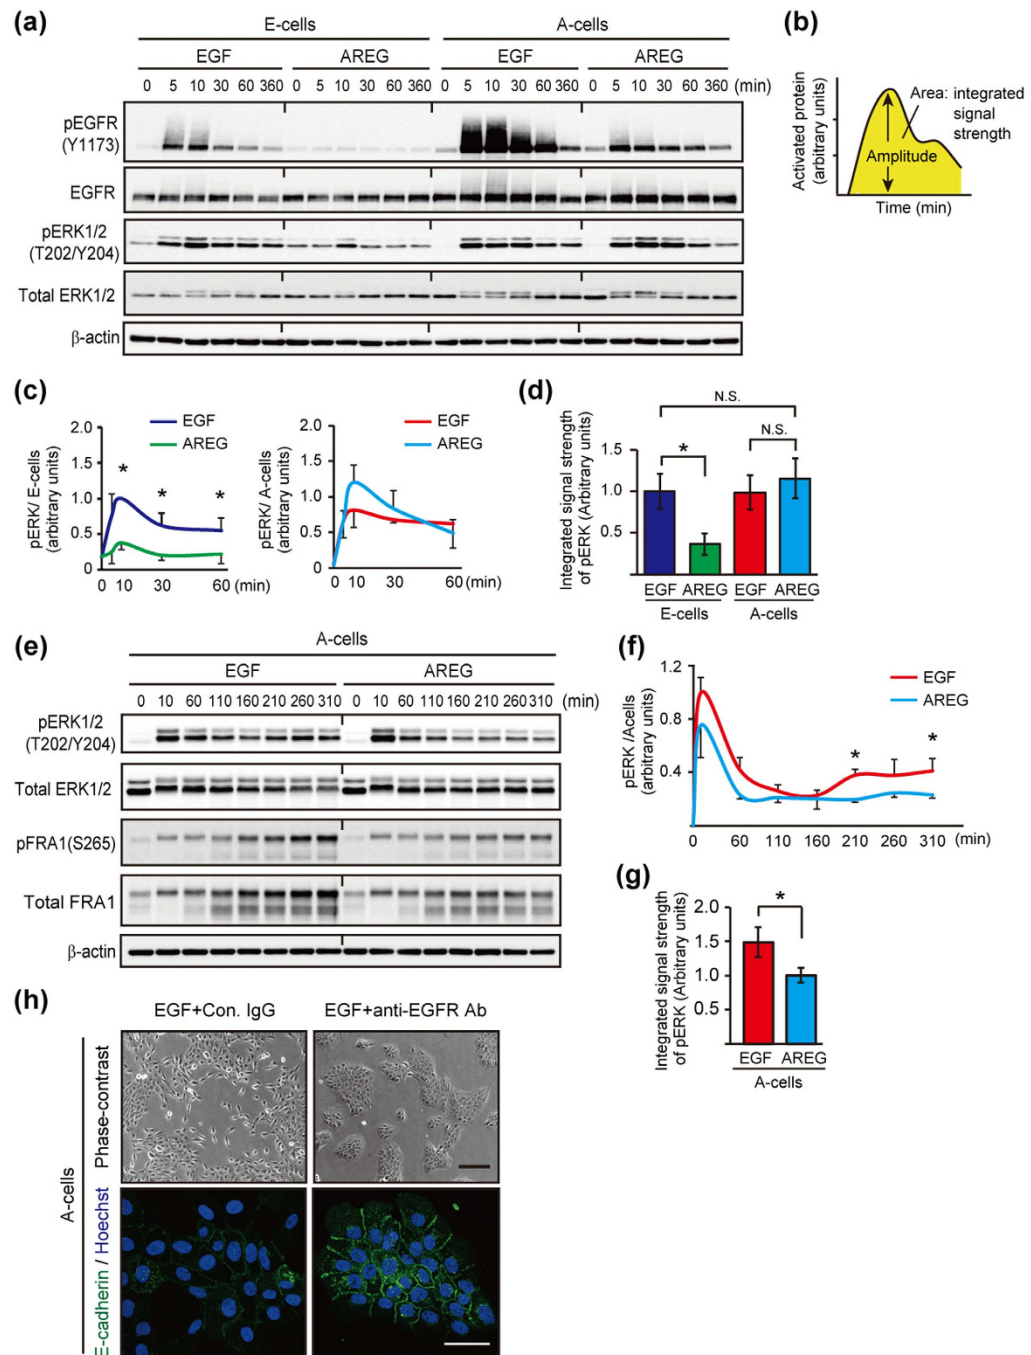 (a)
E-cells
A-cells
EGF
AREG
EGF
AREG
0 5 10 30 60 360 0 5 10 30 60 360 0 5 10 30 60 360 0 5 10 30 60 360 (min)
pEGFR
(Y1173)
EGFR
pERK1/2
(T202/Y204)
Total ERK1/2
β-actin
(b)
Activated protein
(arbitrary units)
Area: integrated
signal
strength
Amplitude
Time (min)
(c)
pERK/ E-cells
(arbitrary units)
2.0
1.5
1.0
0.5
0
EGF
AREG
*
*
*
0 10 30 60 (min)
pERK/ A-cells
(arbitrary units)
2.0
1.5
1.0
0.5
0
EGF
AREG
0 10 30 60 (min)
(d)
Integrated signal strength
of pERK (Arbitrary units)
1.5
1.0
0.5
N.S.
*
N.S.
EGF AREG EGF AREG
E-cells
A-cells
(e)
A-cells
EGF
AREG
0 10 60 110 160 210 260 310 0 10 60 110 160 210 260 310
(min)
pERK1/2
(T202/Y204)
Total ERK1/2
pFRA1(S265)
Total FRA1
β-actin
(f)
pERK /Acells
(arbitrary units)
1.2
0.8
0.4
EGF
AREG
*
*
0 60 110 160 210 260 310 (min)
(g)
Integrated signal strength
of pERK (Arbitrary units)
2.0
1.5
1.0
0.5
*
EGF AREG
A-cells
(h)
EGF+Con. IgG
EGF+anti-EGFR Ab
A-cells
Phase-contrast
E-cadherin / Hoechst